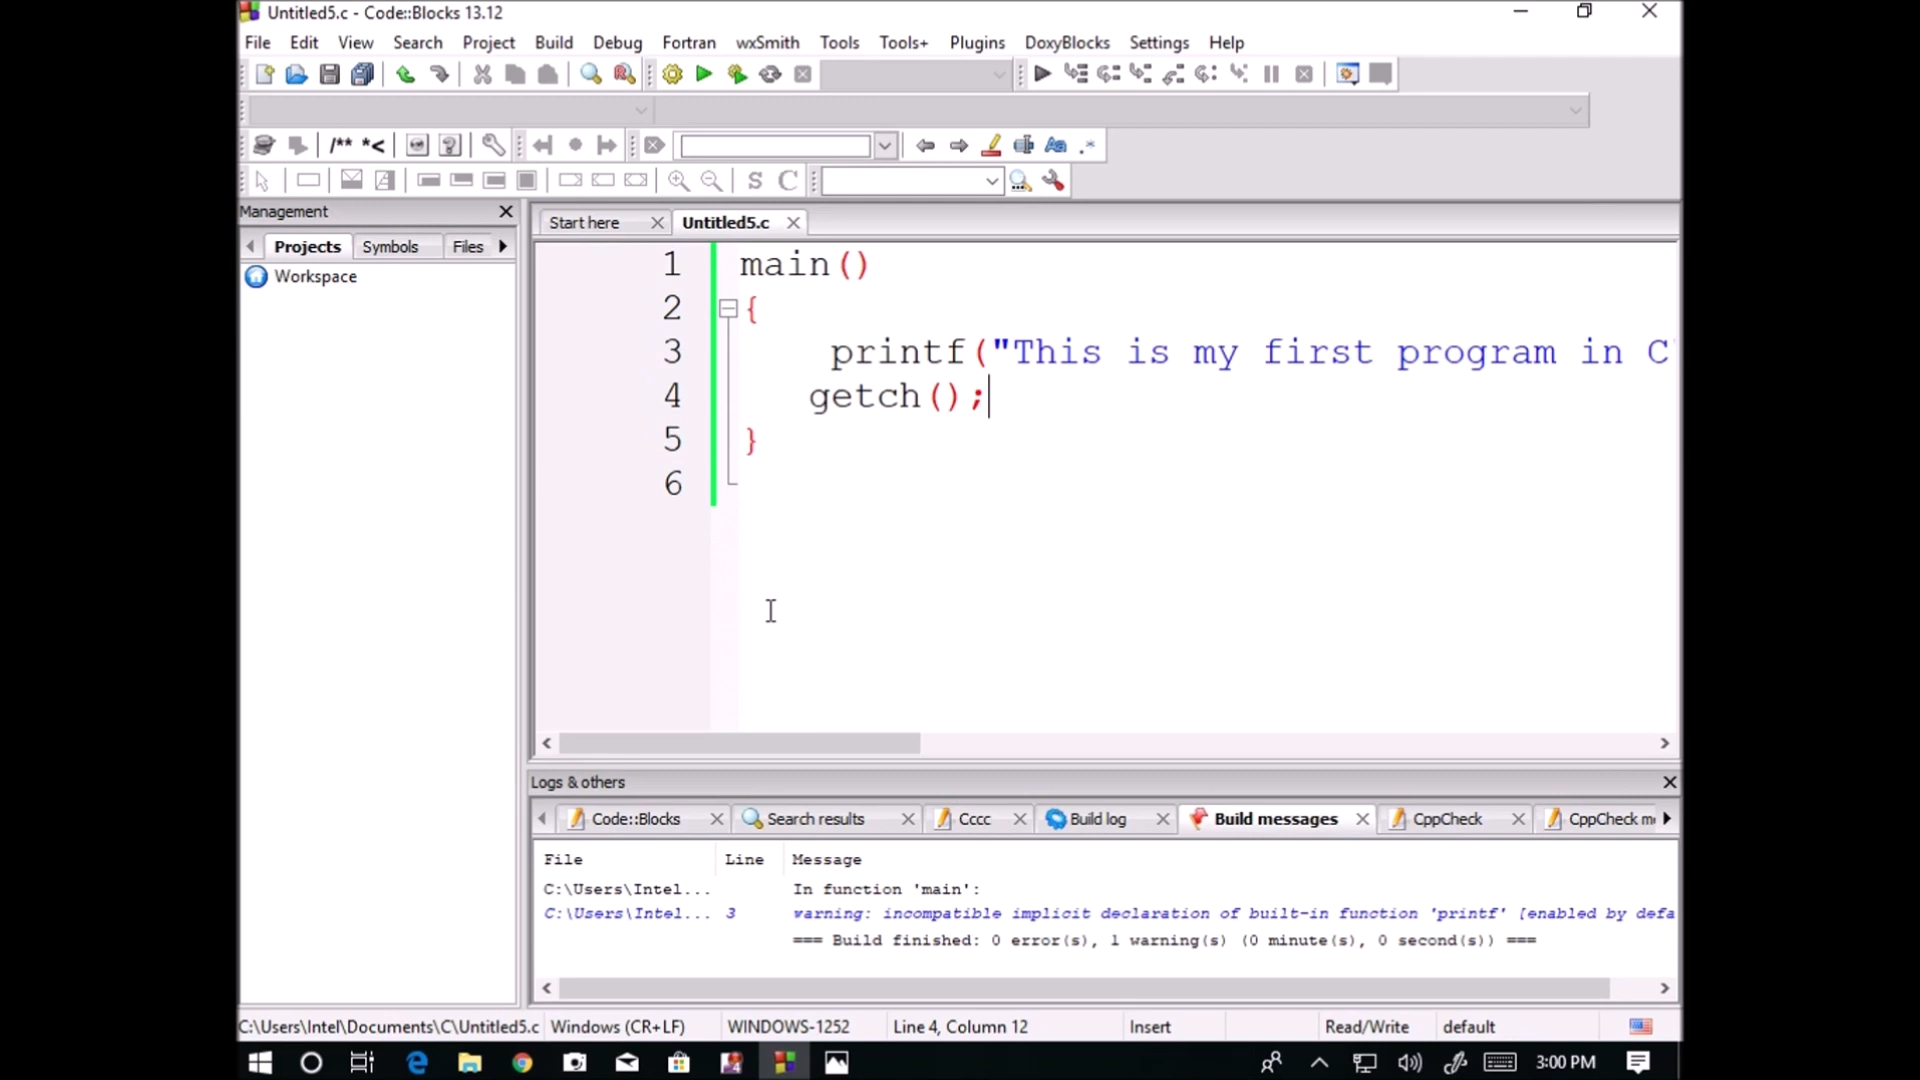 Untitled5.c - Code::Blocks 13.12
File Edit View Search Project Build Debug Fortran wxSmith Tools Tools+ Plugins DoxyBlocks Settings Help
/** *<
Aa .*
S C
Management
Projects Symbols Files
Start here Untitled5.c
Workspace
1 main()
2 {
3 printf("This is my first program in C
4 getch();
5 }
6
Logs & others
Code::Blocks Search results Cccc Build log Build messages CppCheck CppCheck m
File Line Message
C:\Users\Intel... In function 'main':
C:\Users\Intel... 3 warning: incompatible implicit declaration of built-in function 'printf' [enabled by defa
=== Build finished: 0 error(s), 1 warning(s) (0 minute(s), 0 second(s)) ===
C:\Users\Intel\Documents\C\Untitled5.c Windows (CR+LF) WINDOWS-1252 Line 4, Column 12 Insert Read/Write default
3:00 PM